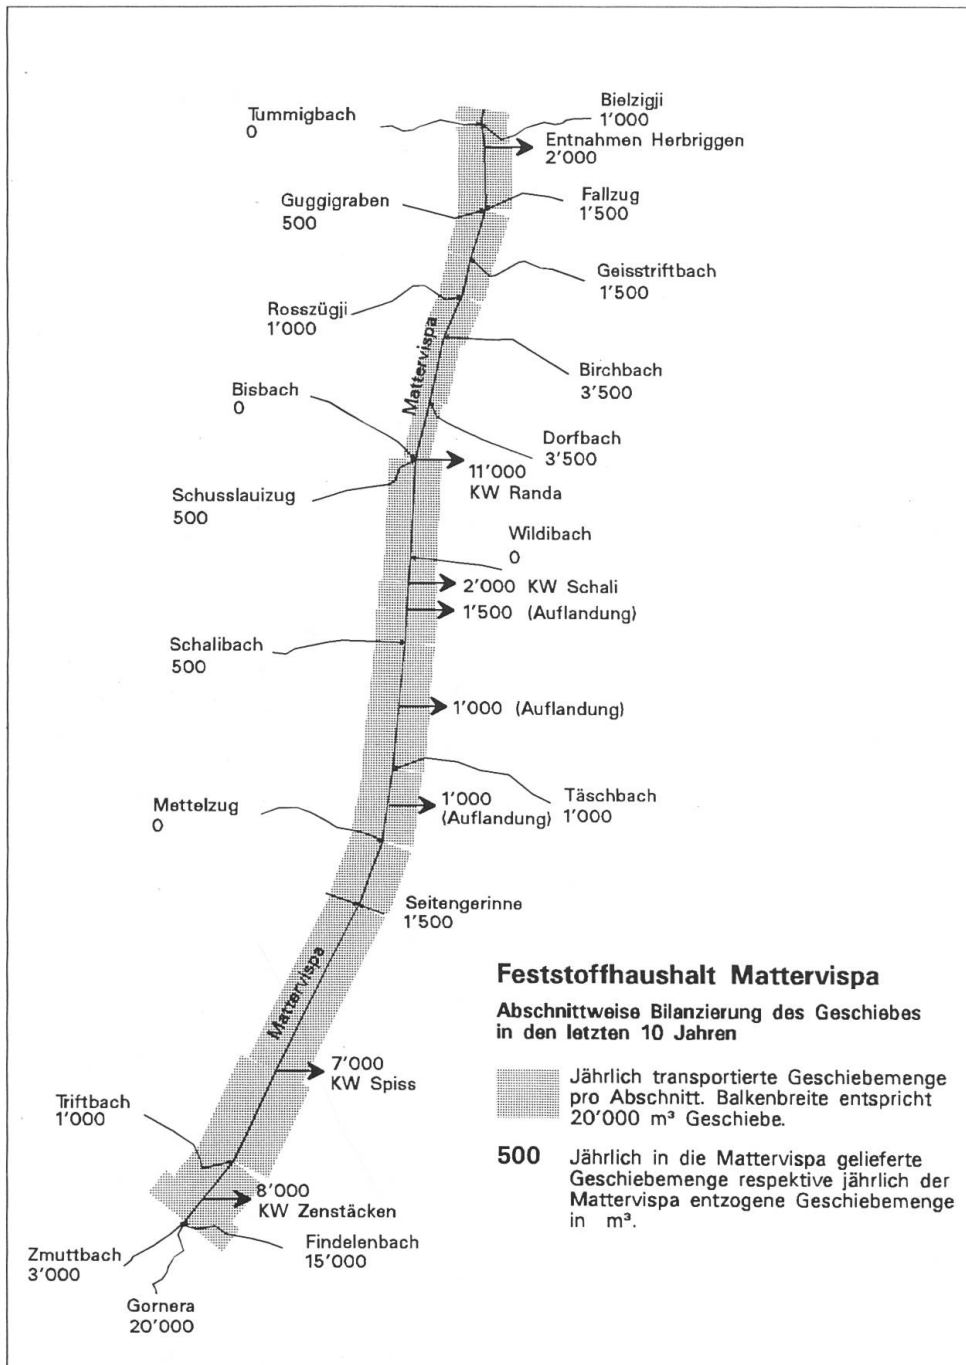 Bielzigji
1'000
Tummigbach
0
Entnahmen Herbriggen
2'000
Guggigraben
500
Fallzug
1'500
Geisstriftbach
1'500
Rosszügji
1'000
Mattervispa
Birchbach
3'500
Bisbach
0
Dorfbach
3'500
11'000
KW Randa
Schusslauizug
500
Wildibach
0
2'000 KW Schali
1'500 (Auflandung)
Schalibach
500
1'000 (Auflandung)
Mettelzug
0
1'000
(Auflandung)
Täschbach
1'000
Seitengerinne
1'500
Mattervispa
7'000
KW Spiss
Triftbach
1'000
8'000
KW Zenstäcken
Findelenbach
15'000
Zmuttbach
3'000
Gornera
20'000
Feststoffhaushalt Mattervispa
Abschnittweise Bilanzierung des Geschiebes
in den letzten 10 Jahren
Jährlich transportierte Geschiebemenge
pro Abschnitt. Balkenbreite entspricht
20'000 m³ Geschiebe.
500 Jährlich in die Mattervispa gelieferte
Geschiebemenge respektive jährlich der
Mattervispa entzogene Geschiebemenge
in m³.